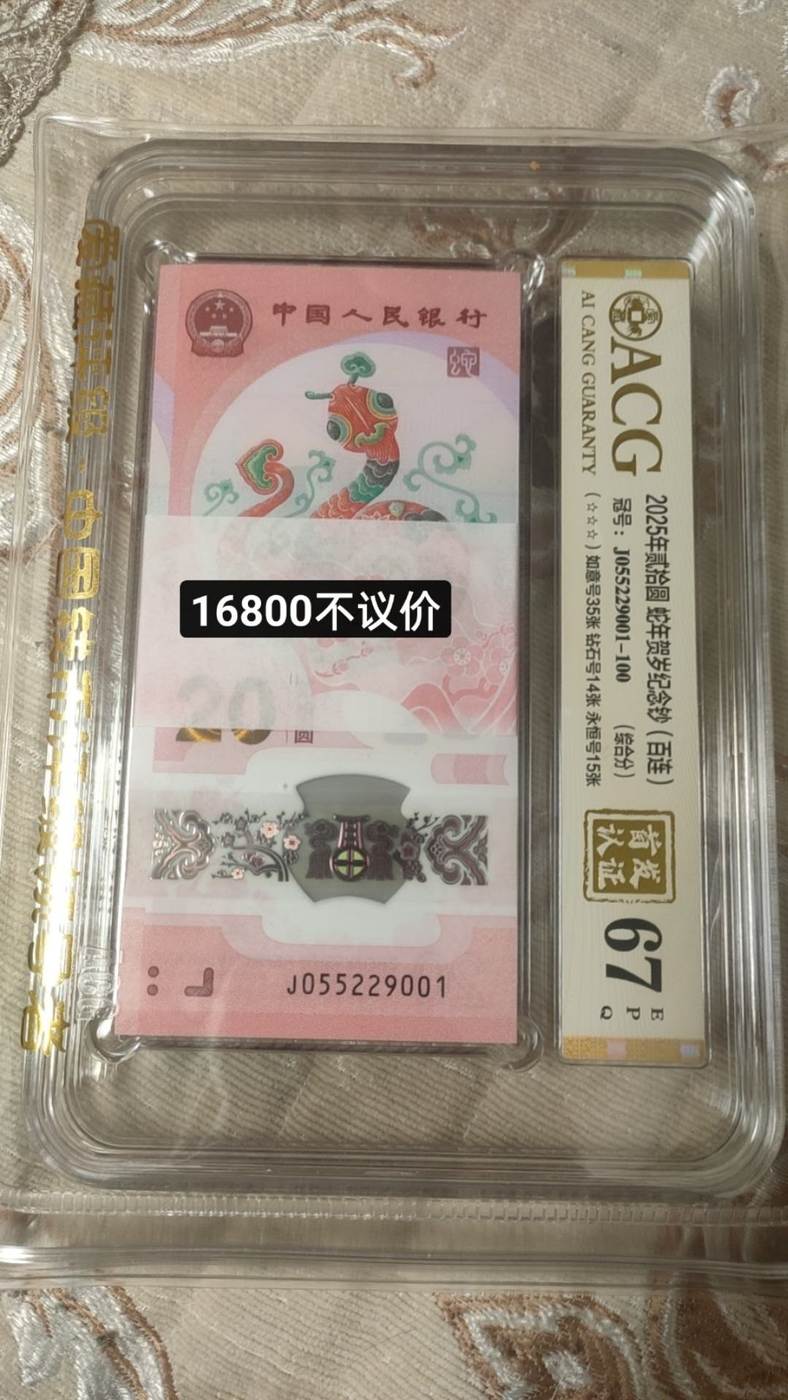 中国人民银行
蛇
16800不议价
20
圆
J055229001
ACG
AI CANG GUARANTY
2025年贰拾圆 蛇年贺岁纪念钞（百连）
冠号：J055229001-100 （综合分）
（☆☆☆）如意号35张 钻石号14张 永恒号15张
首发
认证
67
EPQ